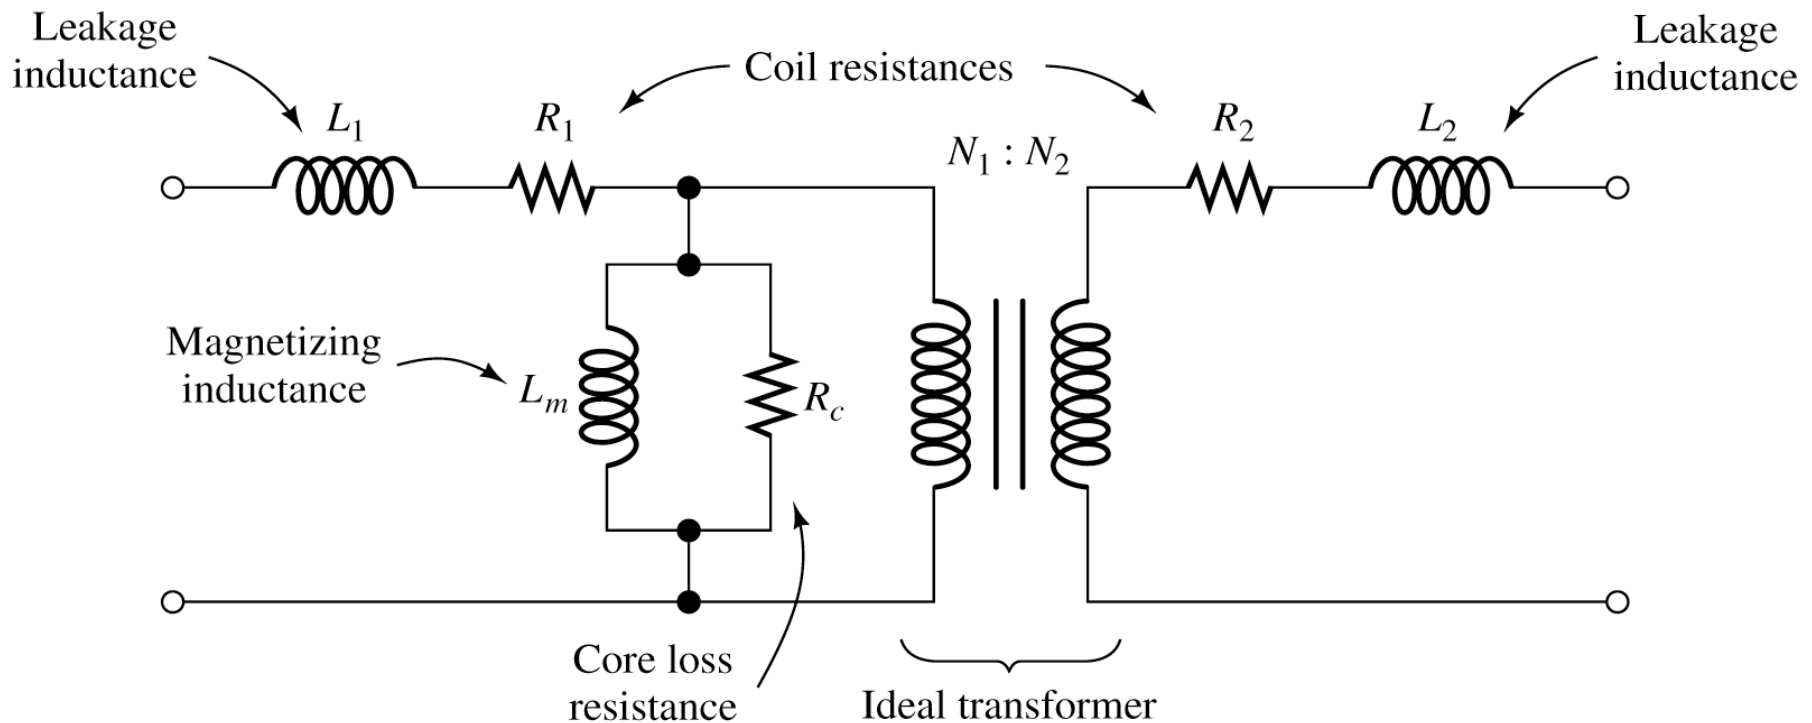 Leakage
inductance
Coil resistances
Leakage
inductance
L₁
R₁
N₁ : N₂
R₂
L₂
Magnetizing
inductance
Lₘ
R꜀
Core loss
resistance
Ideal transformer